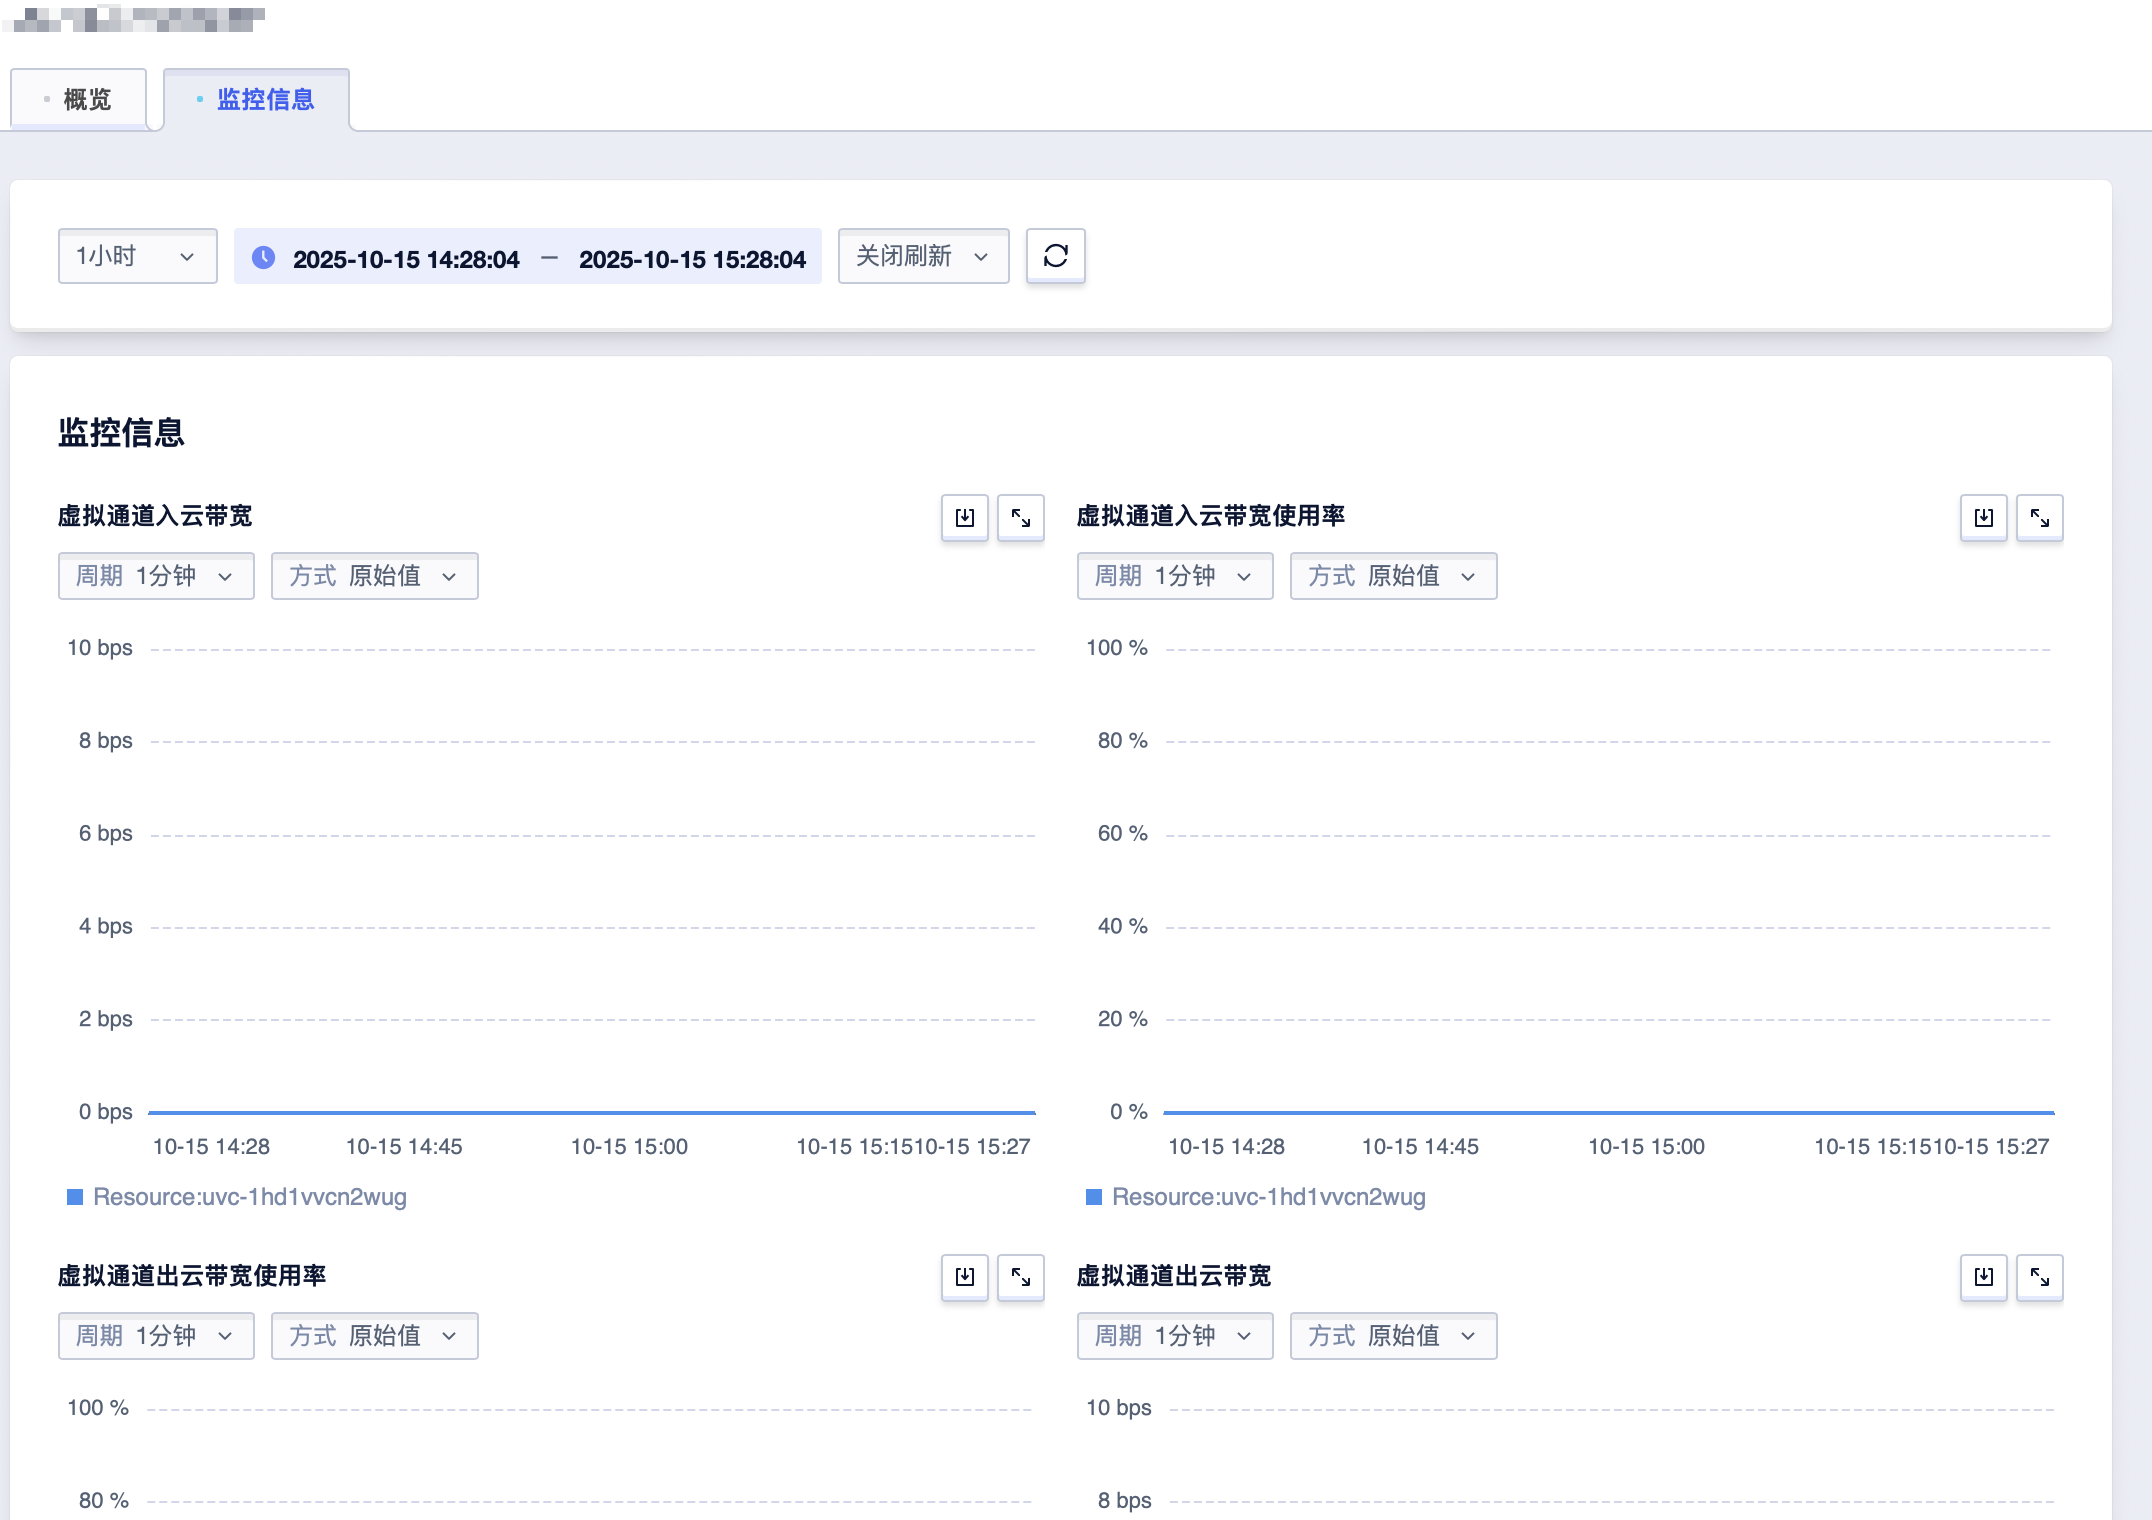 概览
监控信息
1小时 2025-10-15 14:28:04 — 2025-10-15 15:28:04 关闭刷新
监控信息
虚拟通道入云带宽
周期 1分钟 方式 原始值
10 bps
8 bps
6 bps
4 bps
2 bps
0 bps
10-15 14:28 10-15 14:45 10-15 15:00 10-15 15:15 10-15 15:27
Resource:uvc-1hd1vvcn2wug
虚拟通道入云带宽使用率
周期 1分钟 方式 原始值
100 %
80 %
60 %
40 %
20 %
0 %
10-15 14:28 10-15 14:45 10-15 15:00 10-15 15:15 10-15 15:27
Resource:uvc-1hd1vvcn2wug
虚拟通道出云带宽使用率
周期 1分钟 方式 原始值
100 %
80 %
虚拟通道出云带宽
周期 1分钟 方式 原始值
10 bps
8 bps